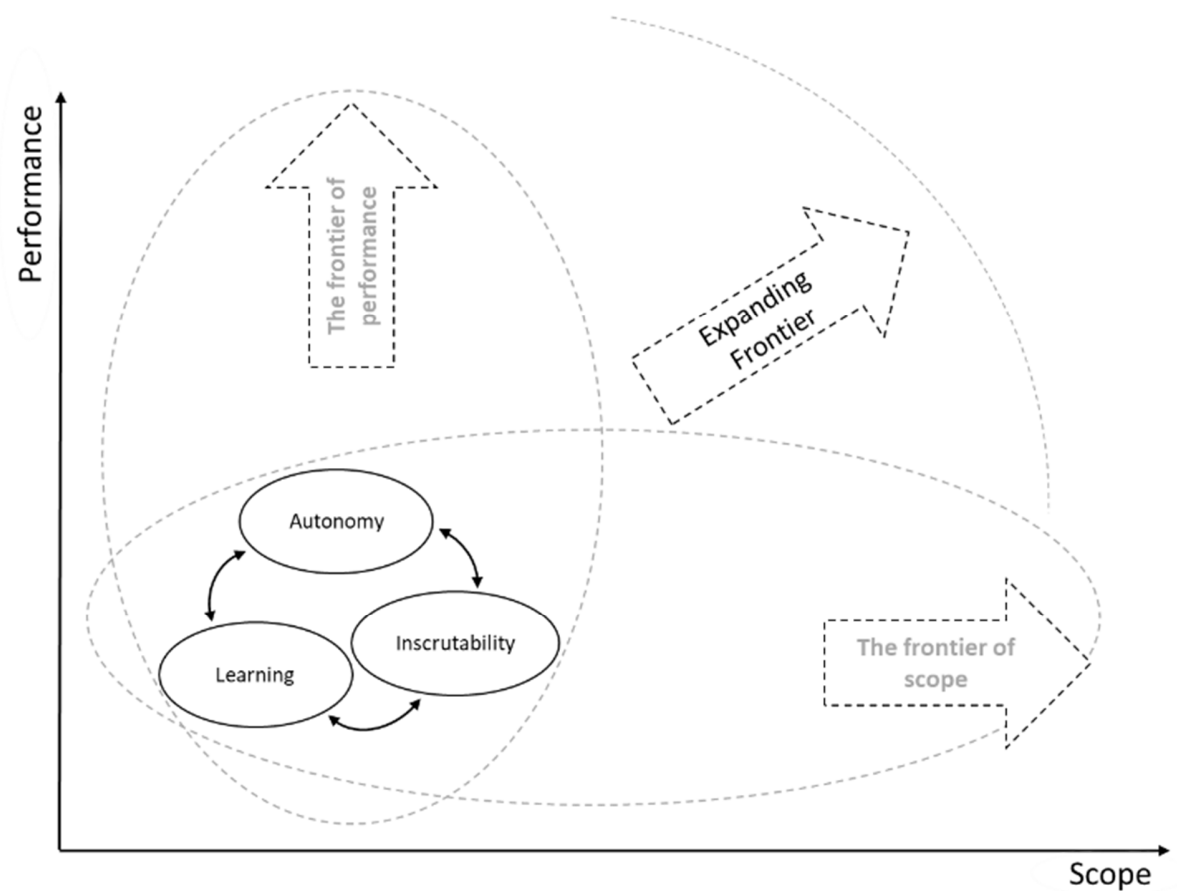 Performance
The frontier of
performance
Expanding
Frontier
Autonomy
Inscrutability
Learning
The frontier of
scope
Scope